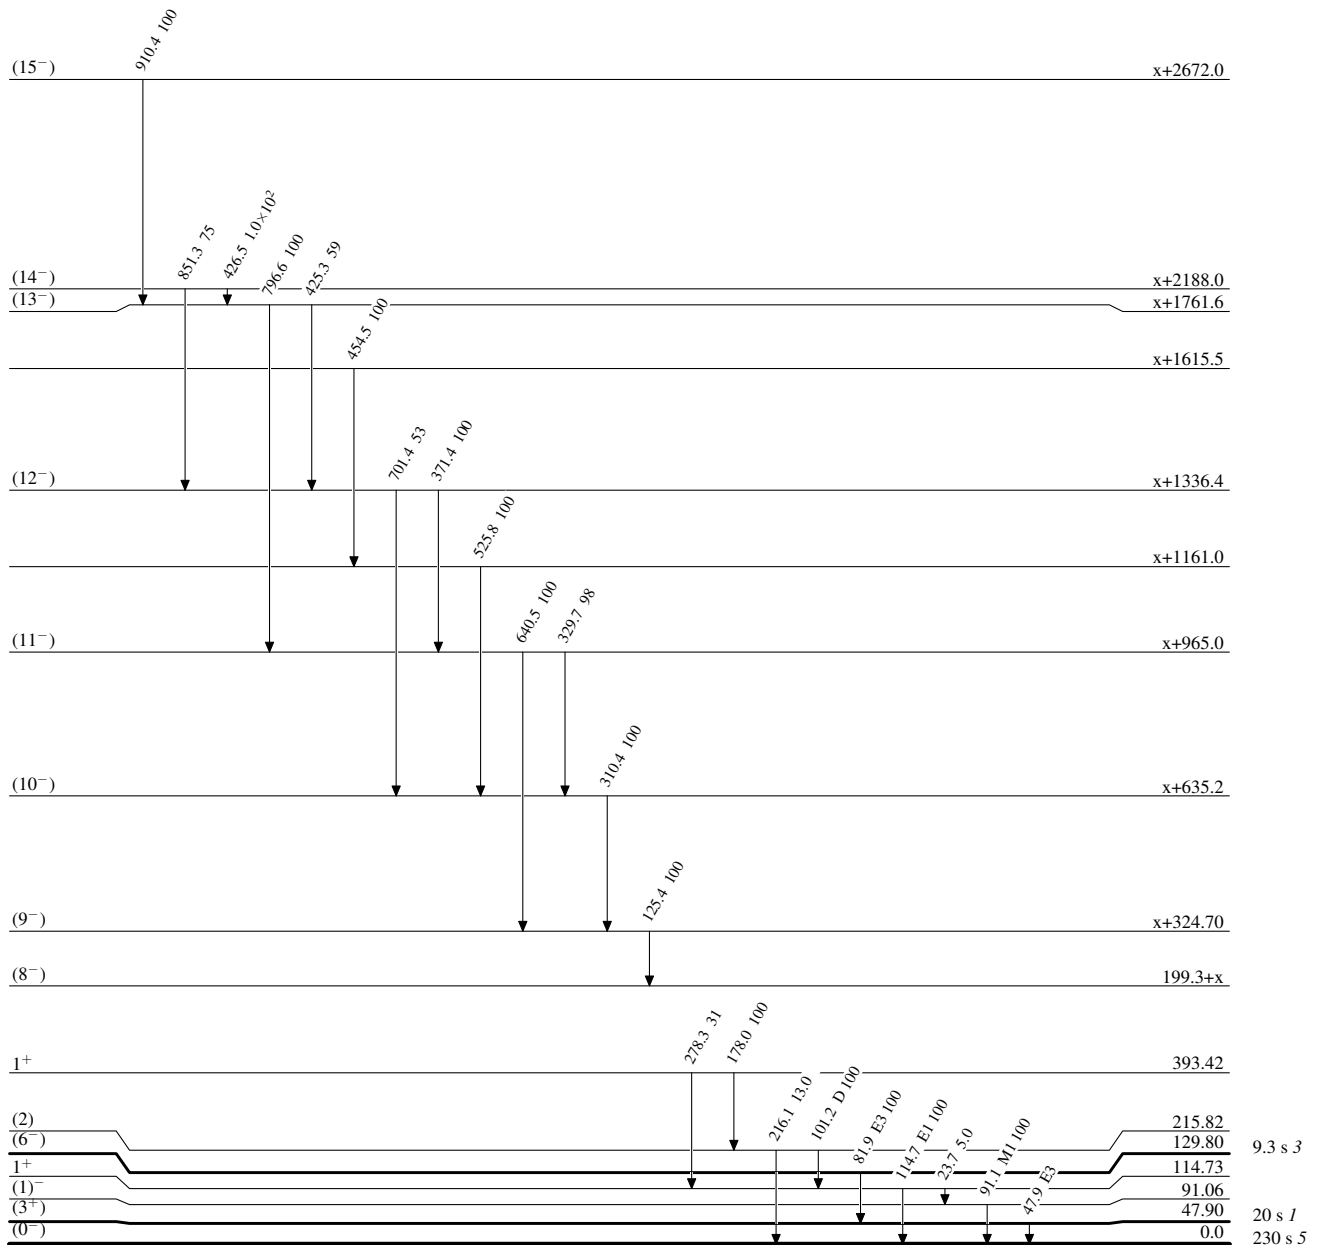 910.4 100
(15⁻) x+2672.0
851.3 75
426.5 1.0×10²
796.6 100
425.3 59
(14⁻) x+2188.0
(13⁻) x+1761.6
454.5 100
x+1615.5
701.4 53
371.4 100
(12⁻) x+1336.4
525.8 100
x+1161.0
640.5 100
329.7 98
(11⁻) x+965.0
310.4 100
(10⁻) x+635.2
125.4 100
(9⁻) x+324.70
(8⁻) 199.3+x
278.3 31
178.0 100
1⁺ 393.42
216.1 13.0
101.2 D 100
81.9 E3 100
114.7 E1 100
23.7 5.0
91.1 M1 100
47.9 E3
(2) 215.82
(6⁻) 129.80 9.3 s 3
1⁺ 114.73
(1)⁻ 91.06
(3⁺) 47.90 20 s 1
(0⁻) 0.0 230 s 5